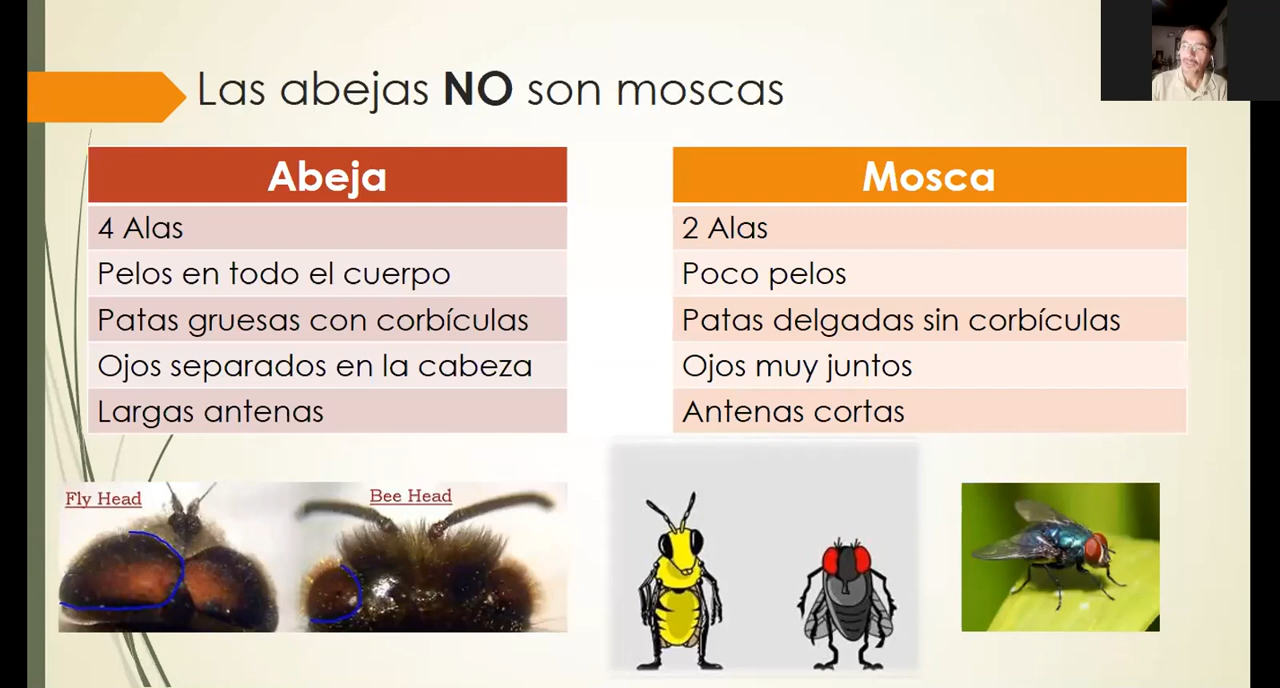 Las abejas NO son moscas
Abeja
4 Alas
Pelos en todo el cuerpo
Patas gruesas con corbículas
Ojos separados en la cabeza
Largas antenas
Mosca
2 Alas
Poco pelos
Patas delgadas sin corbículas
Ojos muy juntos
Antenas cortas
Fly Head
Bee Head